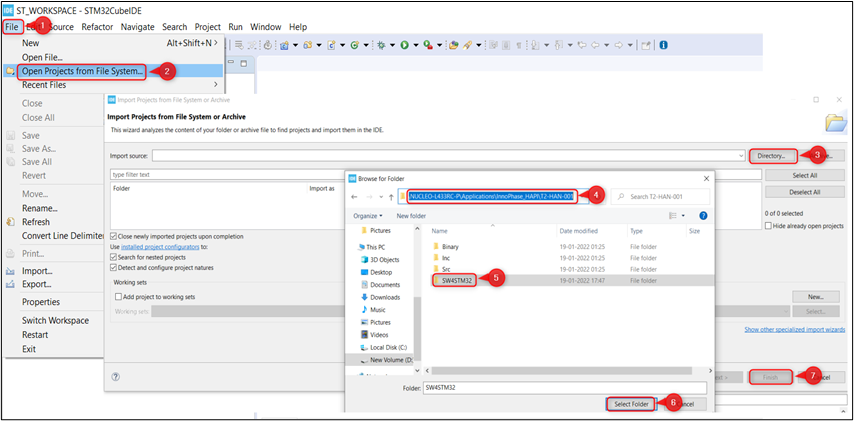 IDE ST_WORKSPACE - STM32CubeIDE
File 1 Source Refactor Navigate Search Project Run Window Help
New Alt+Shift+N >
Open File...
Open Projects from File System... 2
Recent Files >
Close
Close All
Save
Save As...
Save All
Revert
Move...
Rename...
Refresh
Convert Line Delimiter
Print...
Import...
Export...
Properties
Switch Workspace
Restart
Exit
IDE Import Projects from File System or Archive
Import Projects from File System or Archive
This wizard analyzes the content of your folder or archive file to find projects and import them in the IDE.
Import source: Directory... 3
type filter text Select All
Folder Import as Deselect All
0 of 0 selected
Hide already open projects
Close newly imported projects upon completion
Use installed project configurators to:
Search for nested projects
Detect and configure project natures
Working sets
Add project to working sets New...
Working sets: Select...
Show other specialized import wizards
Finish 7
IDE Browse for Folder
\NUCLEO-L433RC-P\Applications\InnoPhase_HAPI\T2-HAN-001 4 Search T2-HAN-001
Organize New folder
Pictures
This PC
3D Objects
Desktop
Documents
Downloads
Music
Pictures
Videos
Local Disk (C:)
New Volume (D:
Name Date modified Type Size
Binary 19-01-2022 01:25 File folder
Inc 19-01-2022 01:25 File folder
Src 19-01-2022 01:25 File folder
SW4STM32 5 19-01-2022 17:47 File folder
Folder: SW4STM32
Select Folder 6